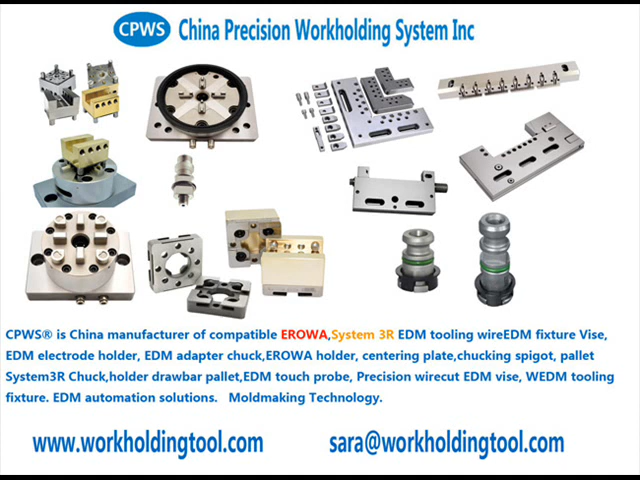 CPWS China Precision Workholding System Inc
CPWS® is China manufacturer of compatible EROWA,System 3R EDM tooling wireEDM fixture Vise,
EDM electrode holder, EDM adapter chuck,EROWA holder, centering plate,chucking spigot, pallet
System3R Chuck,holder drawbar pallet,EDM touch probe, Precision wirecut EDM vise, WEDM tooling
fixture. EDM automation solutions. Moldmaking Technology.
www.workholdingtool.com sara@workholdingtool.com